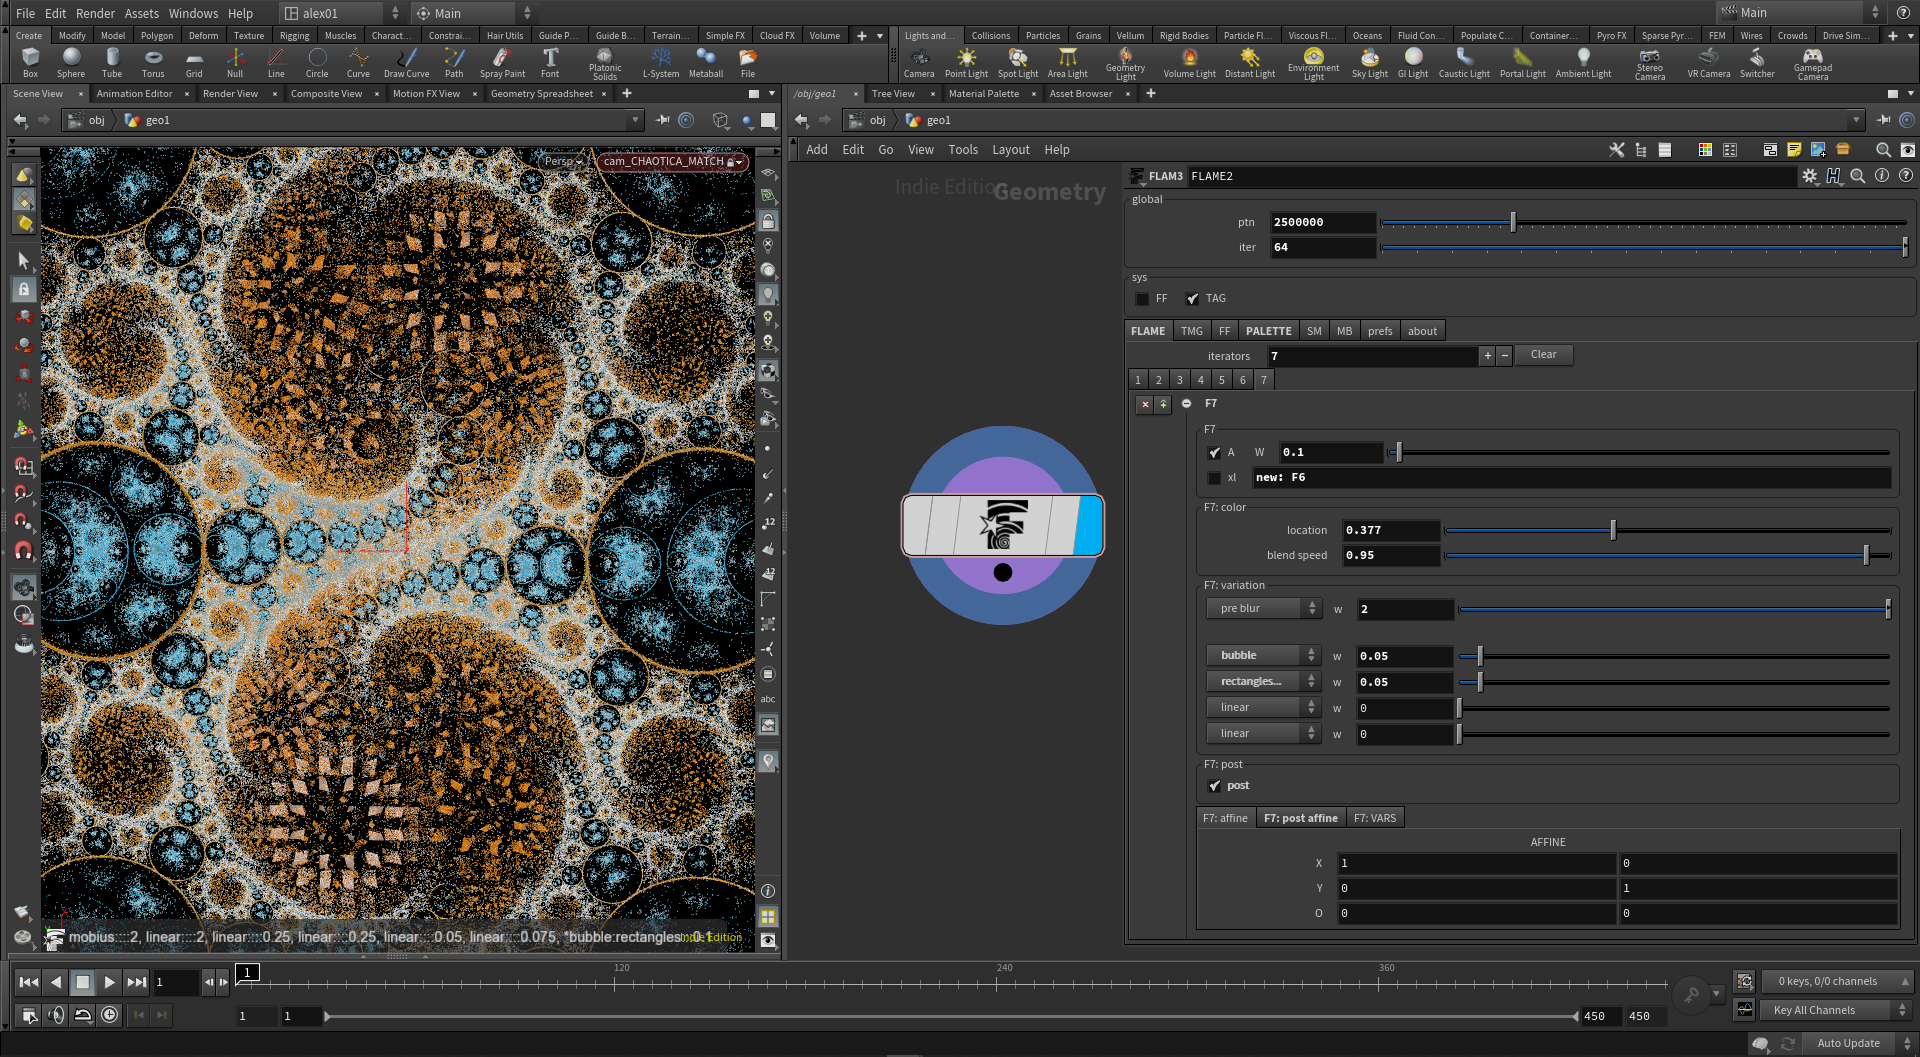 File Edit Render Assets Windows Help alex01 Main Main
Create Modify Model Polygon Deform Texture Rigging Muscles Charact... Constrai... Hair Utils Guide P... Guide B... Terrain... Simple FX Cloud FX Volume
Lights and... Collisions Particles Grains Vellum Rigid Bodies Particle Fl... Viscous Fl... Oceans Fluid Con... Populate C... Container... Pyro FX Sparse Pyr... FEM Wires Crowds Drive Sim...
Box Sphere Tube Torus Grid Null Line Circle Curve Draw Curve Path Spray Paint Font Platonic Solids L-System Metaball File
Camera Point Light Spot Light Area Light Geometry Light Volume Light Distant Light Environment Light Sky Light GI Light Caustic Light Portal Light Ambient Light Stereo Camera VR Camera Switcher Gamepad Camera
Scene View Animation Editor Render View Composite View Motion FX View Geometry Spreadsheet
/obj/geo1 Tree View Material Palette Asset Browser
obj geo1
obj geo1
Add Edit Go View Tools Layout Help
Persp cam_CHAOTICA_MATCH
Indie Editio Geometry
FLAM3 FLAME2
global
ptn 2500000
iter 64
sys
FF TAG
FLAME TMG FF PALETTE SM MB prefs about
iterators 7 + − Clear
1 2 3 4 5 6 7
F7
F7
A W 0.1
xl new: F6
F7: color
location 0.377
blend speed 0.95
F7: variation
pre blur w 2
bubble w 0.05
rectangles... w 0.05
linear w 0
linear w 0
F7: post
post
F7: affine F7: post affine F7: VARS
AFFINE
X 1 0
Y 0 1
O 0 0
12
12
abc
mobius::::2, linear::::2, linear::::0.25, linear::::0.25, linear::::0.05, linear::::0.075, *bubble:rectangles:::0.1
Edition
1 1 120 240 360 0 keys, 0/0 channels
1 1 450 450 Key All Channels
Auto Update